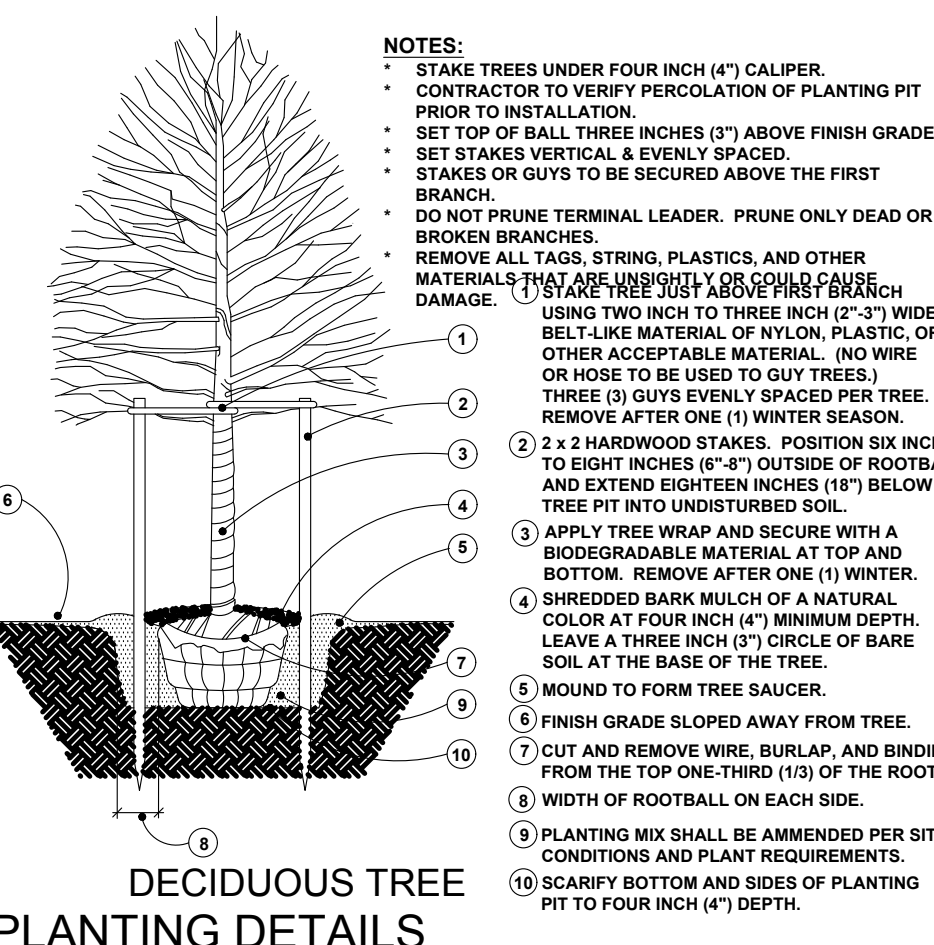 NOTES:
* STAKE TREES UNDER FOUR INCH (4") CALIPER.
* CONTRACTOR TO VERIFY PERCOLATION OF PLANTING PIT
PRIOR TO INSTALLATION.
* SET TOP OF BALL THREE INCHES (3") ABOVE FINISH GRADE
* SET STAKES VERTICAL & EVENLY SPACED.
* STAKES OR GUYS TO BE SECURED ABOVE THE FIRST
BRANCH.
* DO NOT PRUNE TERMINAL LEADER. PRUNE ONLY DEAD OR
BROKEN BRANCHES.
* REMOVE ALL TAGS, STRING, PLASTICS, AND OTHER
MATERIALS THAT ARE UNSIGHTLY OR COULD CAUSE
DAMAGE.
1 STAKE TREE JUST ABOVE FIRST BRANCH
USING TWO INCH TO THREE INCH (2"-3") WIDE
BELT-LIKE MATERIAL OF NYLON, PLASTIC, OR
OTHER ACCEPTABLE MATERIAL. (NO WIRE
OR HOSE TO BE USED TO GUY TREES.)
THREE (3) GUYS EVENLY SPACED PER TREE.
REMOVE AFTER ONE (1) WINTER SEASON.
2 2 x 2 HARDWOOD STAKES. POSITION SIX INC
TO EIGHT INCHES (6"-8") OUTSIDE OF ROOTBA
AND EXTEND EIGHTEEN INCHES (18") BELOW
TREE PIT INTO UNDISTURBED SOIL.
3 APPLY TREE WRAP AND SECURE WITH A
BIODEGRADABLE MATERIAL AT TOP AND
BOTTOM. REMOVE AFTER ONE (1) WINTER.
4 SHREDDED BARK MULCH OF A NATURAL
COLOR AT FOUR INCH (4") MINIMUM DEPTH.
LEAVE A THREE INCH (3") CIRCLE OF BARE
SOIL AT THE BASE OF THE TREE.
5 MOUND TO FORM TREE SAUCER.
6 FINISH GRADE SLOPED AWAY FROM TREE.
7 CUT AND REMOVE WIRE, BURLAP, AND BINDI
FROM THE TOP ONE-THIRD (1/3) OF THE ROOT
8 WIDTH OF ROOTBALL ON EACH SIDE.
9 PLANTING MIX SHALL BE AMMENDED PER SIT
CONDITIONS AND PLANT REQUIREMENTS.
10 SCARIFY BOTTOM AND SIDES OF PLANTING
PIT TO FOUR INCH (4") DEPTH.
1
2
3
4
5
6
7
9
10
8
DECIDUOUS TREE
PLANTING DETAILS